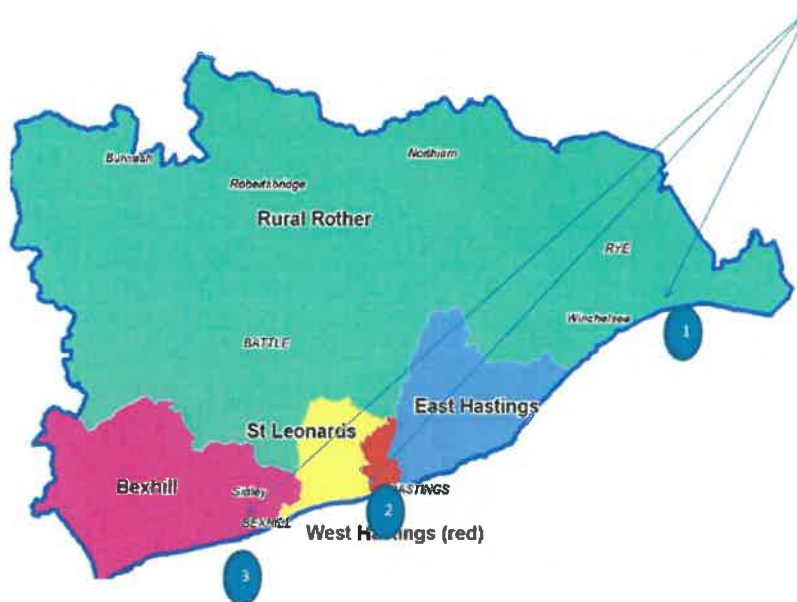 Burwash
Northiam
Robertsbridge
Rural Rother
RYE
Winchelsea
1
BATTLE
East Hastings
St Leonards
Bexhill
Sidley
HASTINGS
2
BEXHILL
West Hastings (red)
3